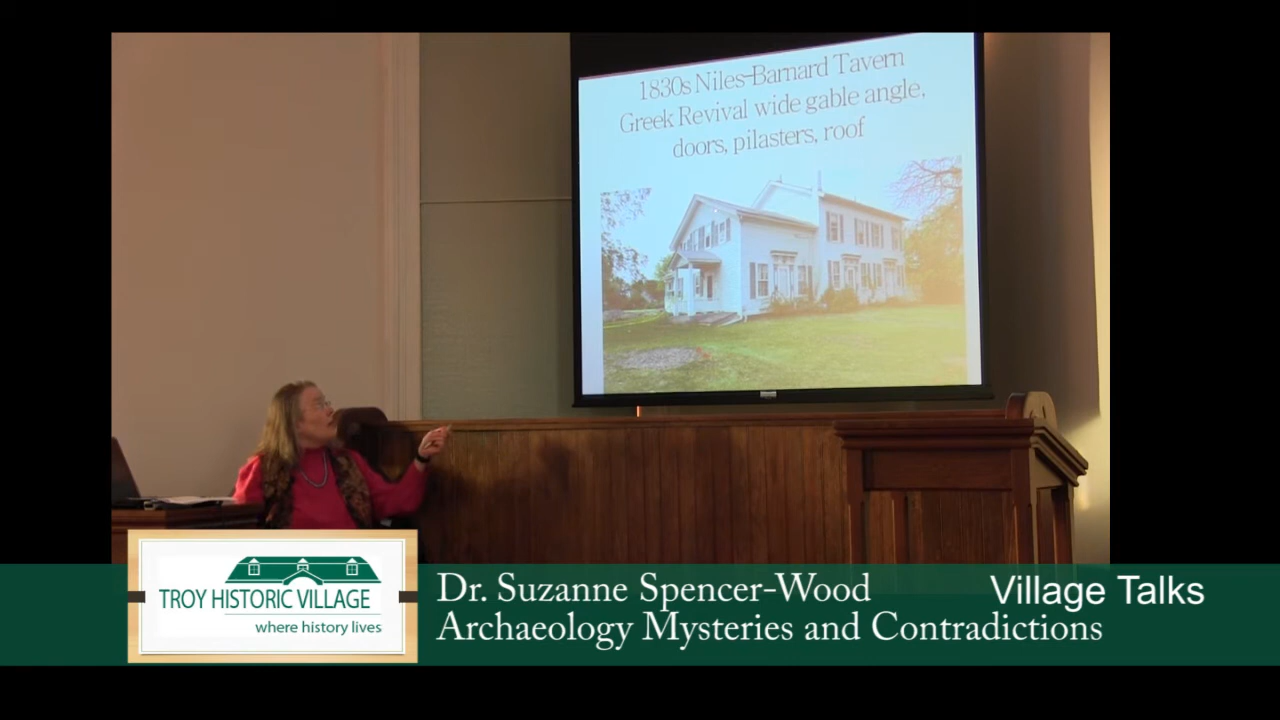 1830s Niles-Barnard Tavern
Greek Revival wide gable angle,
doors, pilasters, roof
TROY HISTORIC VILLAGE
where history lives
Dr. Suzanne Spencer-Wood
Village Talks
Archaeology Mysteries and Contradictions